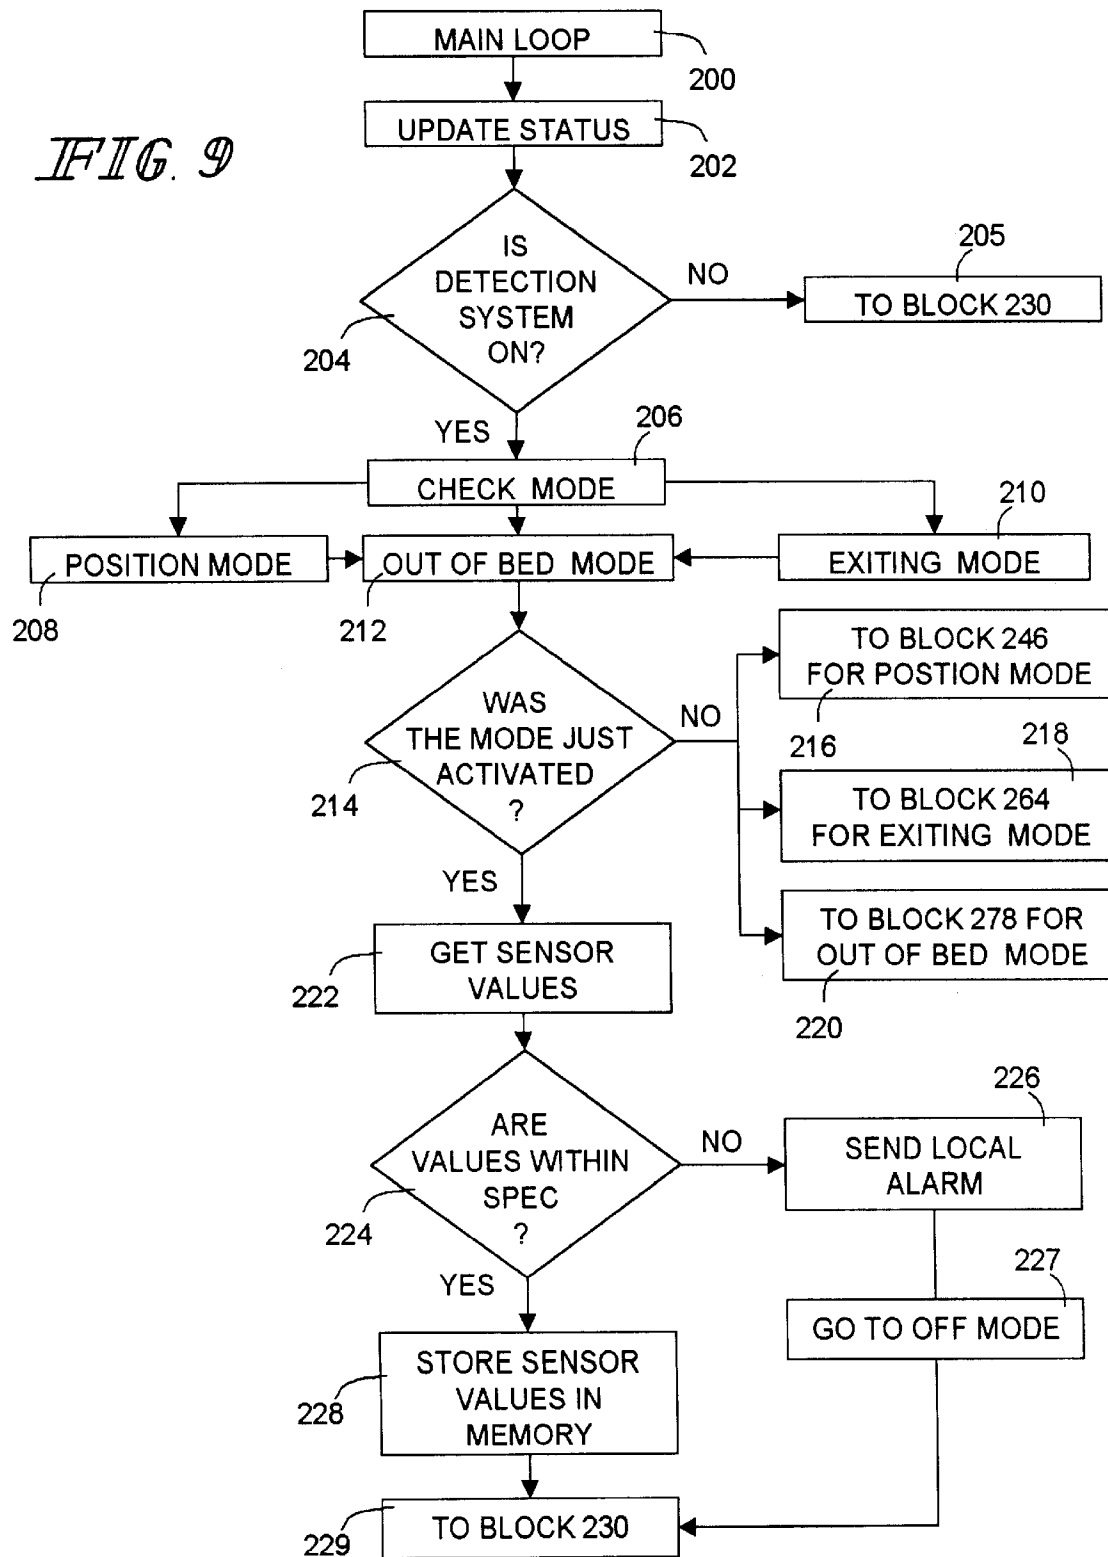 MAIN LOOP
200
UPDATE STATUS
202
FIG. 9
IS
DETECTION
SYSTEM
ON?
204
NO
205
TO BLOCK 230
YES
206
CHECK MODE
POSITION MODE
208
OUT OF BED MODE
212
210
EXITING MODE
WAS
THE MODE JUST
ACTIVATED
?
214
NO
TO BLOCK 246
FOR POSTION MODE
216
218
TO BLOCK 264
FOR EXITING MODE
TO BLOCK 278 FOR
OUT OF BED MODE
220
YES
GET SENSOR
VALUES
222
ARE
VALUES WITHIN
SPEC
?
224
NO
226
SEND LOCAL
ALARM
227
GO TO OFF MODE
YES
STORE SENSOR
VALUES IN
MEMORY
228
TO BLOCK 230
229